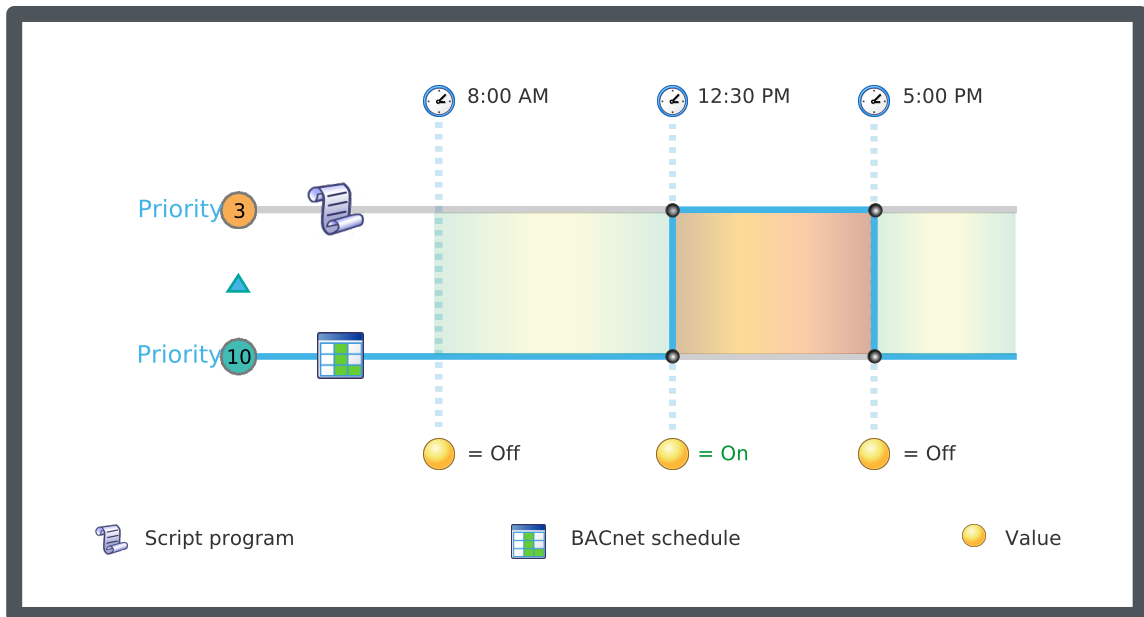 8:00 AM
12:30 PM
5:00 PM
Priority 3
Priority 10
= Off
= On
= Off
Script program
BACnet schedule
Value